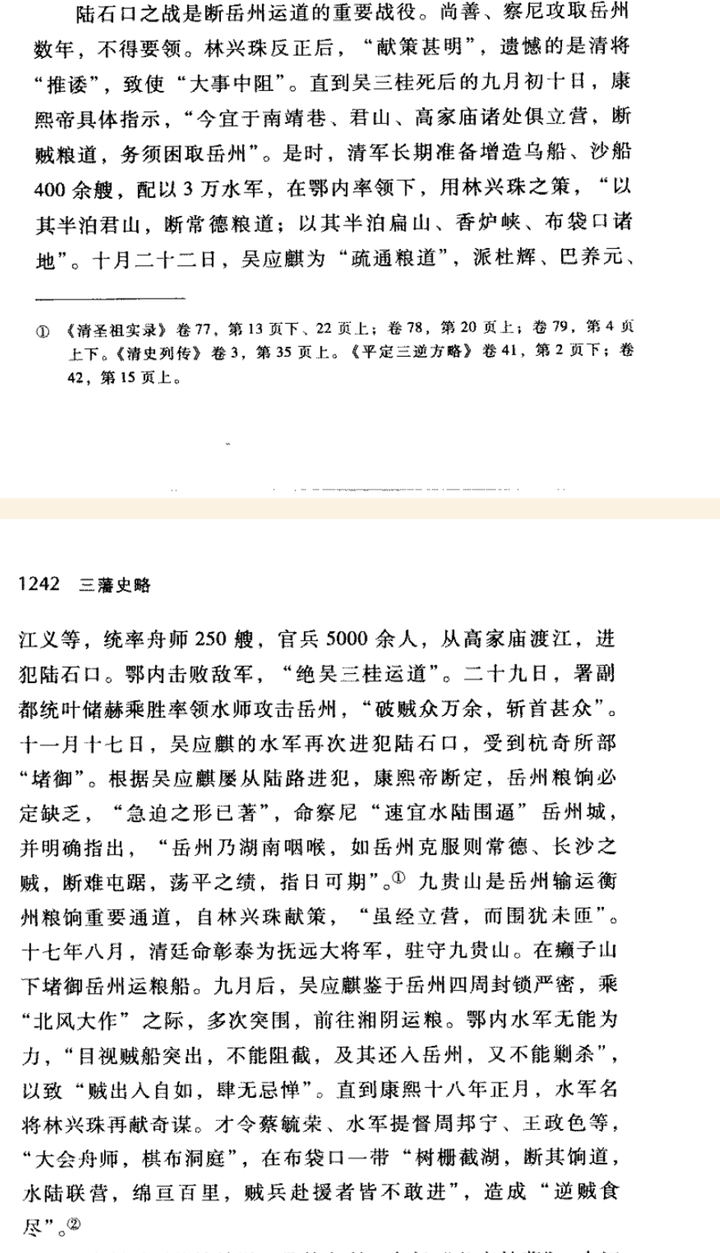 陆石口之战是断岳州运道的重要战役。尚善、察尼攻取岳州
数年，不得要领。林兴珠反正后，“献策甚明”，遗憾的是清将
“推诿”，致使“大事中阻”。直到吴三桂死后的九月初十日，康
熙帝具体指示，“今宜于南靖巷、君山、高家庙诸处俱立营，断
贼粮道，务须困取岳州”。是时，清军长期准备增造乌船、沙船
400余艘，配以3万水军，在鄂内率领下，用林兴珠之策，“以
其半泊君山，断常德粮道；以其半泊扁山、香炉峡、布袋口诸
地”。十月二十二日，吴应麒为“疏通粮道”，派杜辉、巴养元、
① 《清圣祖实录》卷77，第13页下、22页上；卷78，第20页上；卷79，第4页
上下。《清史列传》卷3，第35页上。《平定三逆方略》卷41，第2页下；卷
42，第15页上。
1242 三藩史略
江义等，统率舟师250艘，官兵5000余人，从高家庙渡江，进
犯陆石口。鄂内击败敌军，“绝吴三桂运道”。二十九日，署副
都统叶储赫乘胜率领水师攻击岳州，“破贼众万余，斩首甚众”。
十一月十七日，吴应麒的水军再次进犯陆石口，受到杭奇所部
“堵御”。根据吴应麒屡从陆路进犯，康熙帝断定，岳州粮饷必
定缺乏，“急迫之形已著”，命察尼“速宜水陆围逼”岳州城，
并明确指出，“岳州乃湖南咽喉，如岳州克服则常德、长沙之
贼，断难屯踞，荡平之绩，指日可期”。① 九贵山是岳州输运衡
州粮饷重要通道，自林兴珠献策，“虽经立营，而围犹未匝”。
十七年八月，清廷命彰泰为抚远大将军，驻守九贵山。在癞子山
下堵御岳州运粮船。九月后，吴应麒鉴于岳州四周封锁严密，乘
“北风大作”之际，多次突围，前往湘阴运粮。鄂内水军无能为
力，“目视贼船突出，不能阻截，及其还入岳州，又不能剿杀”，
以致“贼出入自如，肆无忌惮”。直到康熙十八年正月，水军名
将林兴珠再献奇谋。才令蔡毓荣、水军提督周邦宁、王政色等，
“大会舟师，棋布洞庭”，在布袋口一带“树栅截湖，断其饷道，
水陆联营，绵亘百里，贼兵赴援者皆不敢进”，造成“逆贼食
尽”。②